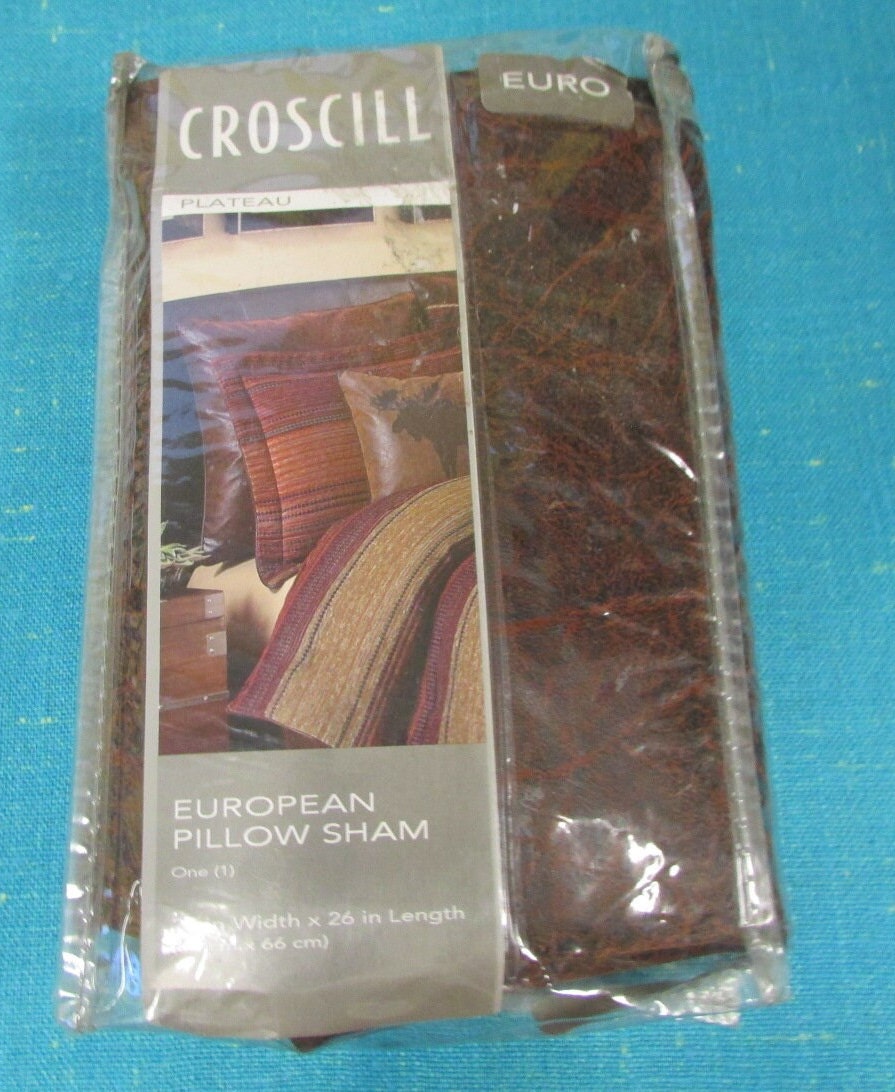 CROSCILL
EURO
PLATEAU
EUROPEAN
PILLOW SHAM
One (1)
Width x 26 in Length
x 66 cm)